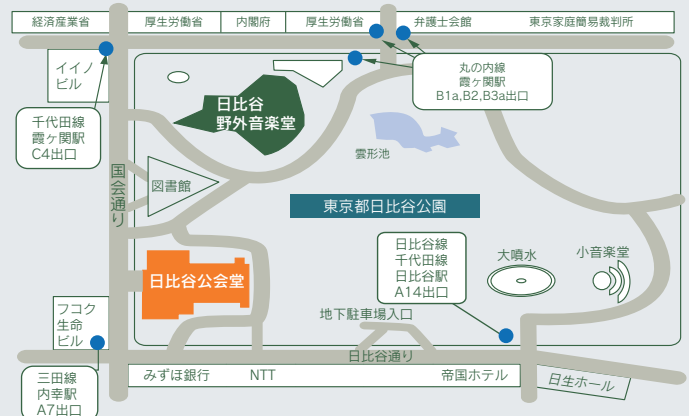 経済産業省
厚生労働省
内閣府
厚生労働省
弁護士会館
東京家庭簡易裁判所
イイノ
ビル
千代田線
霞ヶ関駅
C4出口
日比谷
野外音楽堂
丸の内線
霞ヶ関駅
B1a,B2,B3a出口
雲形池
国会通り
図書館
東京都日比谷公園
日比谷公会堂
日比谷線
千代田線
日比谷駅
A14出口
大噴水
小音楽堂
フコク
生命
ビル
地下駐車場入口
日比谷通り
三田線
内幸駅
A7出口
みずほ銀行
NTT
帝国ホテル
日生ホール